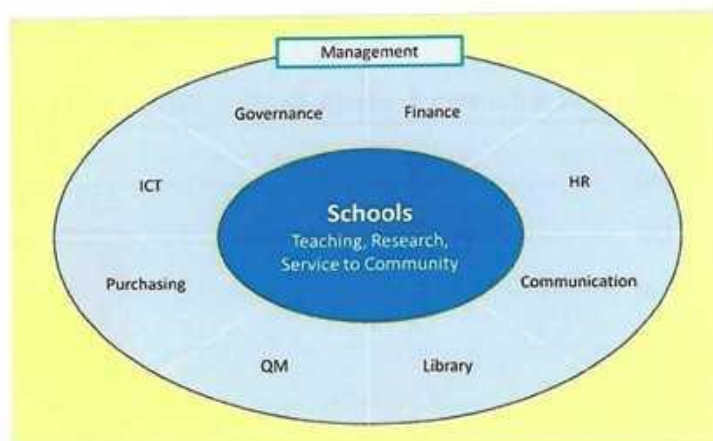 Management
Governance
Finance
ICT
HR
Schools
Teaching, Research,
Service to Community
Purchasing
Communication
QM
Library